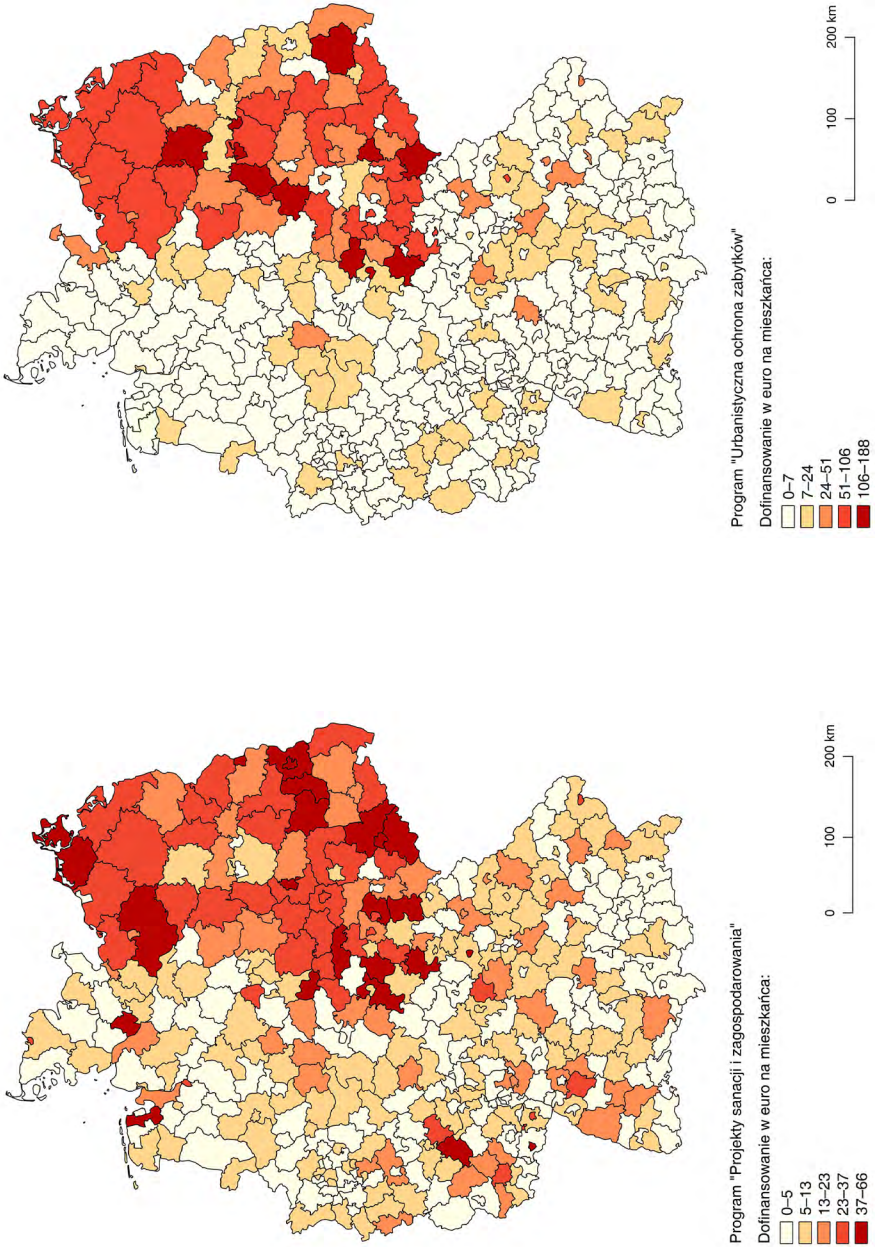 Program "Urbanistyczna ochrona zabytków"
Dofinansowanie w euro na mieszkańca:
0–7
7–24
24–51
51–106
106–188
0 100 200 km
Program "Projekty sanacji i zagospodarowania"
Dofinansowanie w euro na mieszkańca:
0–5
5–13
13–23
23–37
37–66
0 100 200 km